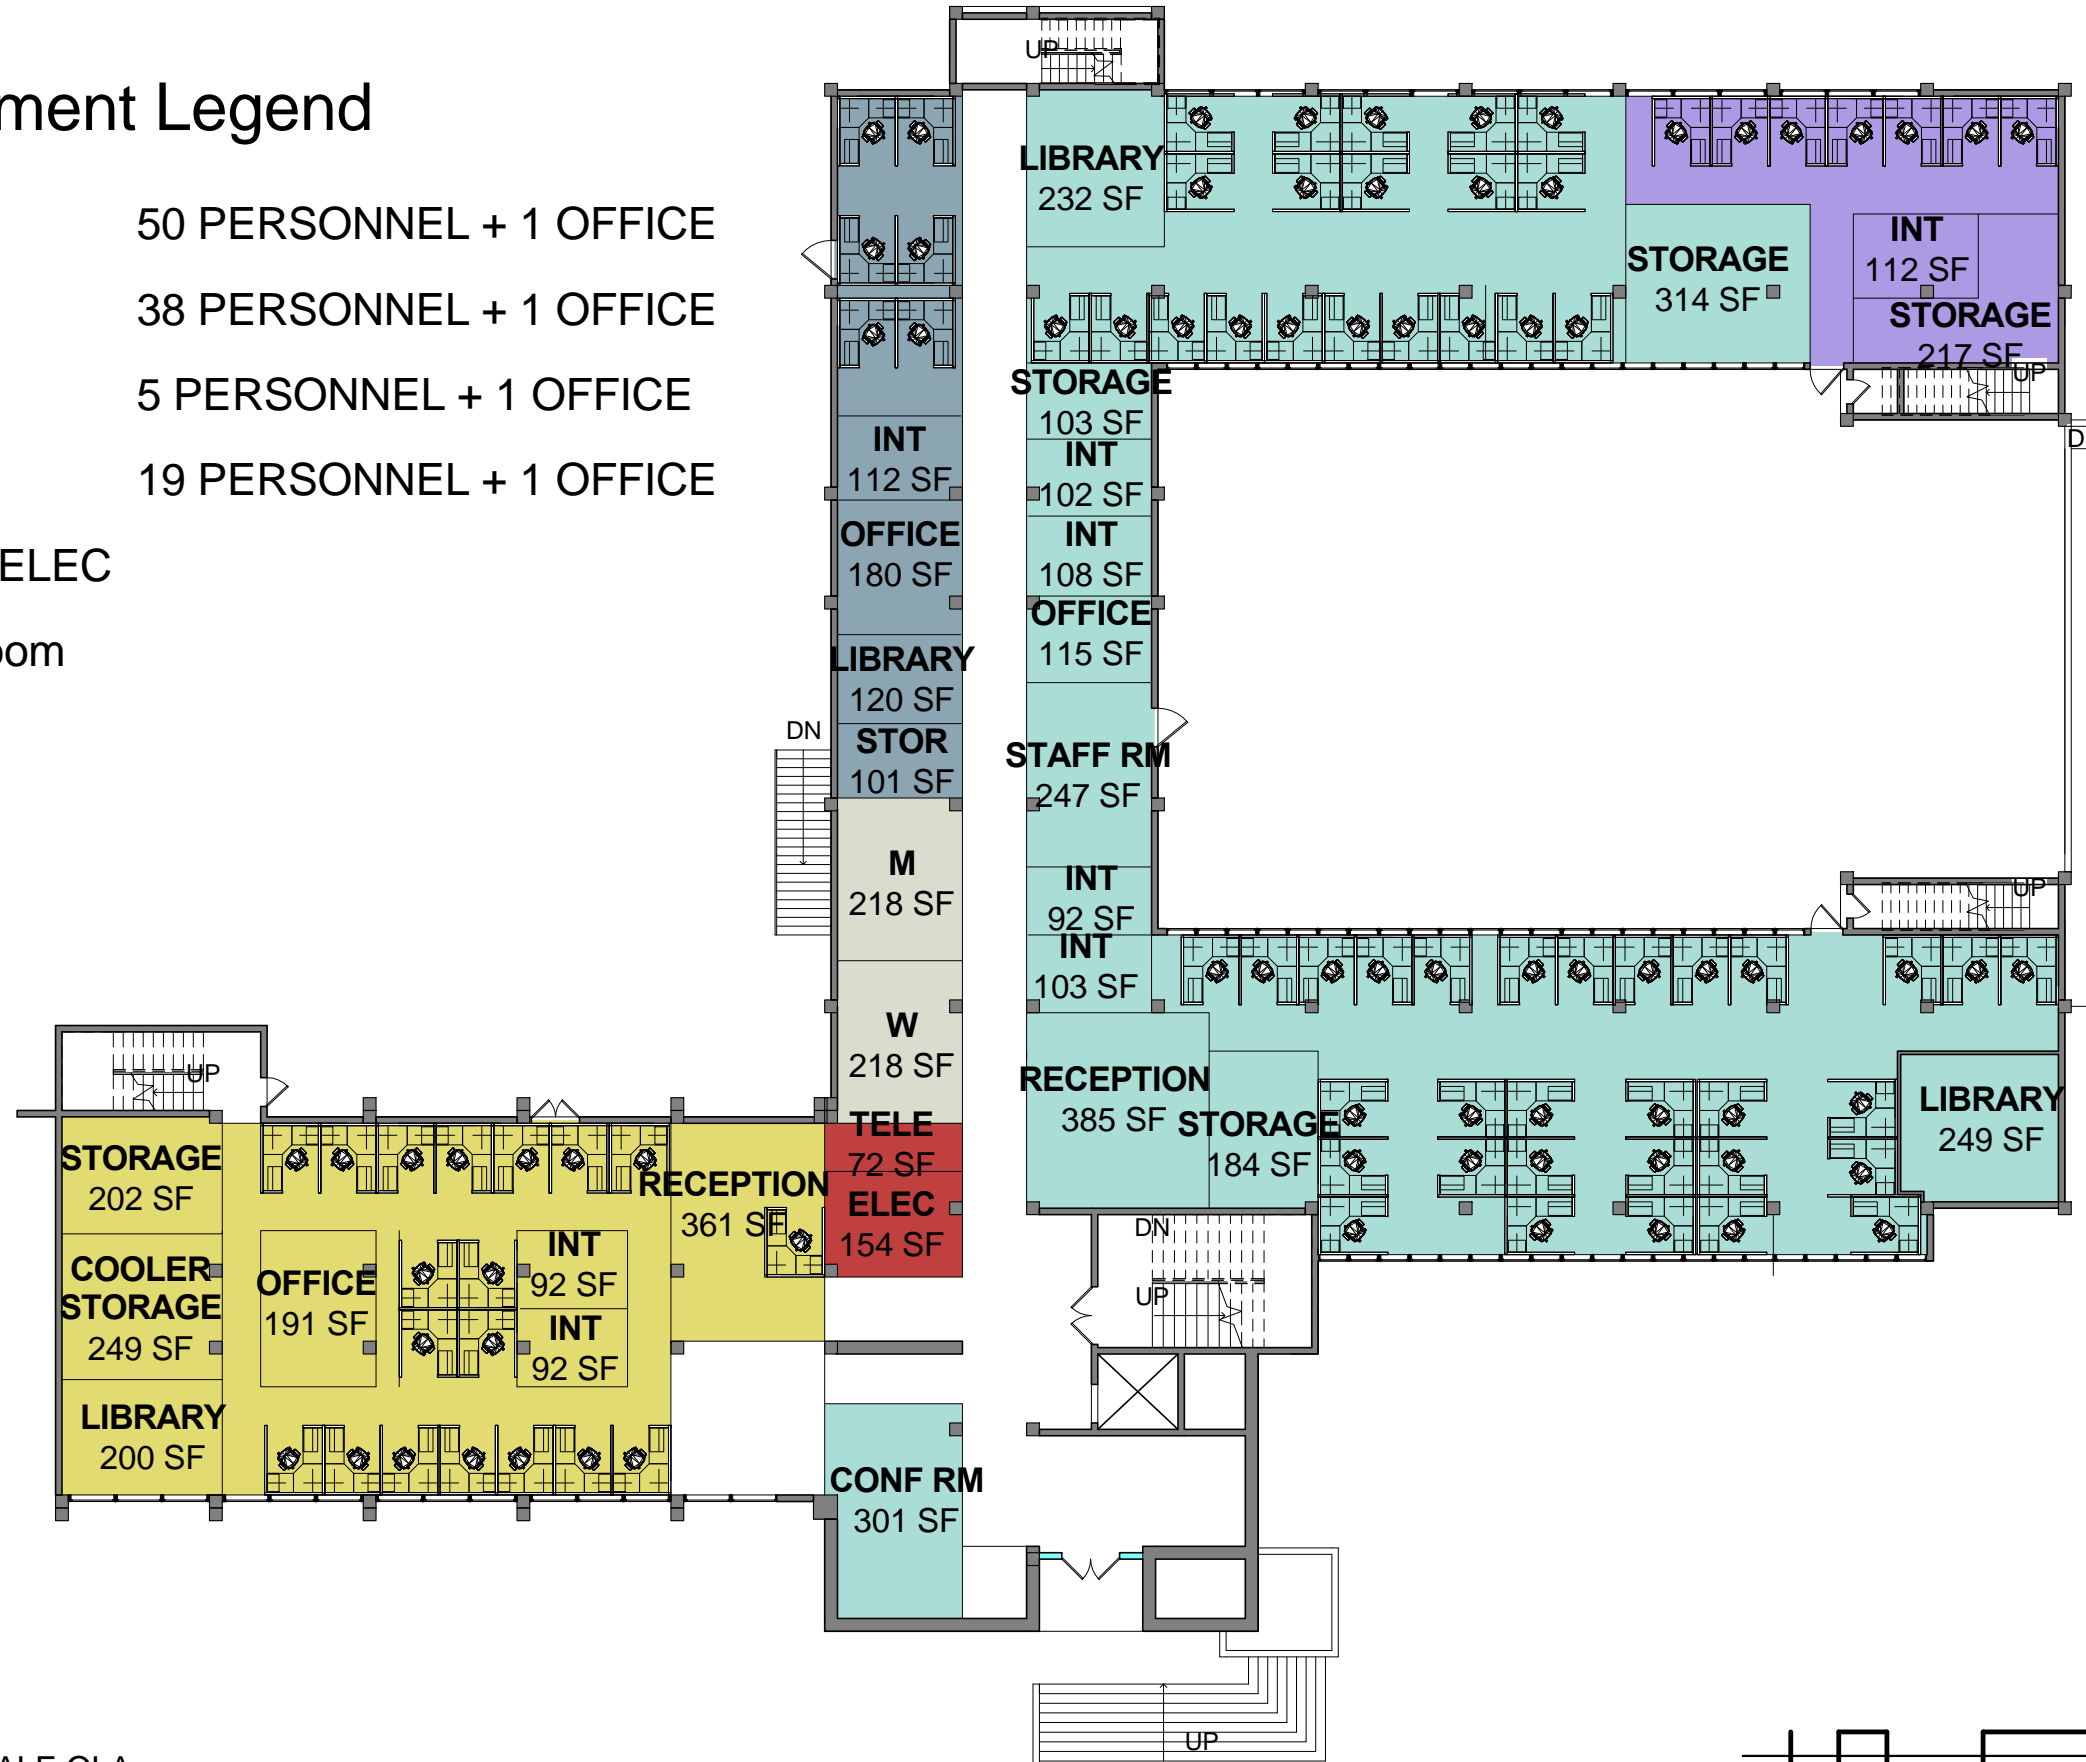 ment Legend
50 PERSONNEL + 1 OFFICE
38 PERSONNEL + 1 OFFICE
5 PERSONNEL + 1 OFFICE
19 PERSONNEL + 1 OFFICE
ELEC
oom
UP
LIBRARY
232 SF
STORAGE
314 SF
INT
112 SF
STORAGE
217 SF
UP
D
STORAGE
103 SF
INT
102 SF
INT
108 SF
OFFICE
115 SF
STAFF RM
247 SF
INT
92 SF
INT
103 SF
INT
112 SF
OFFICE
180 SF
LIBRARY
120 SF
STOR
101 SF
DN
M
218 SF
W
218 SF
TELE
72 SF
ELEC
154 SF
UP
RECEPTION
385 SF
STORAGE
184 SF
LIBRARY
249 SF
DN
UP
UP
STORAGE
202 SF
COOLER
STORAGE
249 SF
LIBRARY
200 SF
OFFICE
191 SF
INT
92 SF
INT
92 SF
RECEPTION
361 SF
CONF RM
301 SF
UP